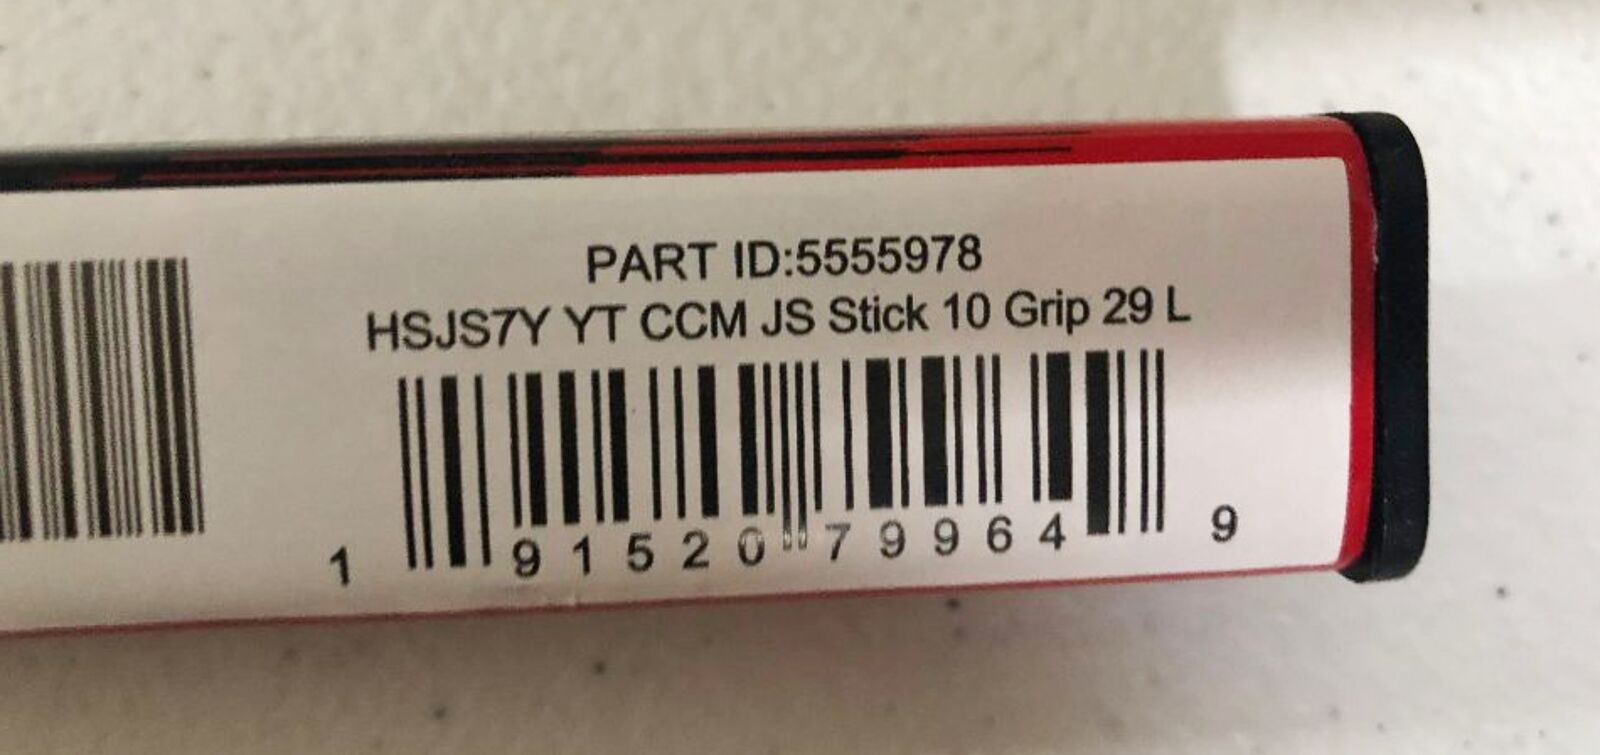 PART ID:5555978
HSJS7Y YT CCM JS Stick 10 Grip 29 L
1 91520 79964 9